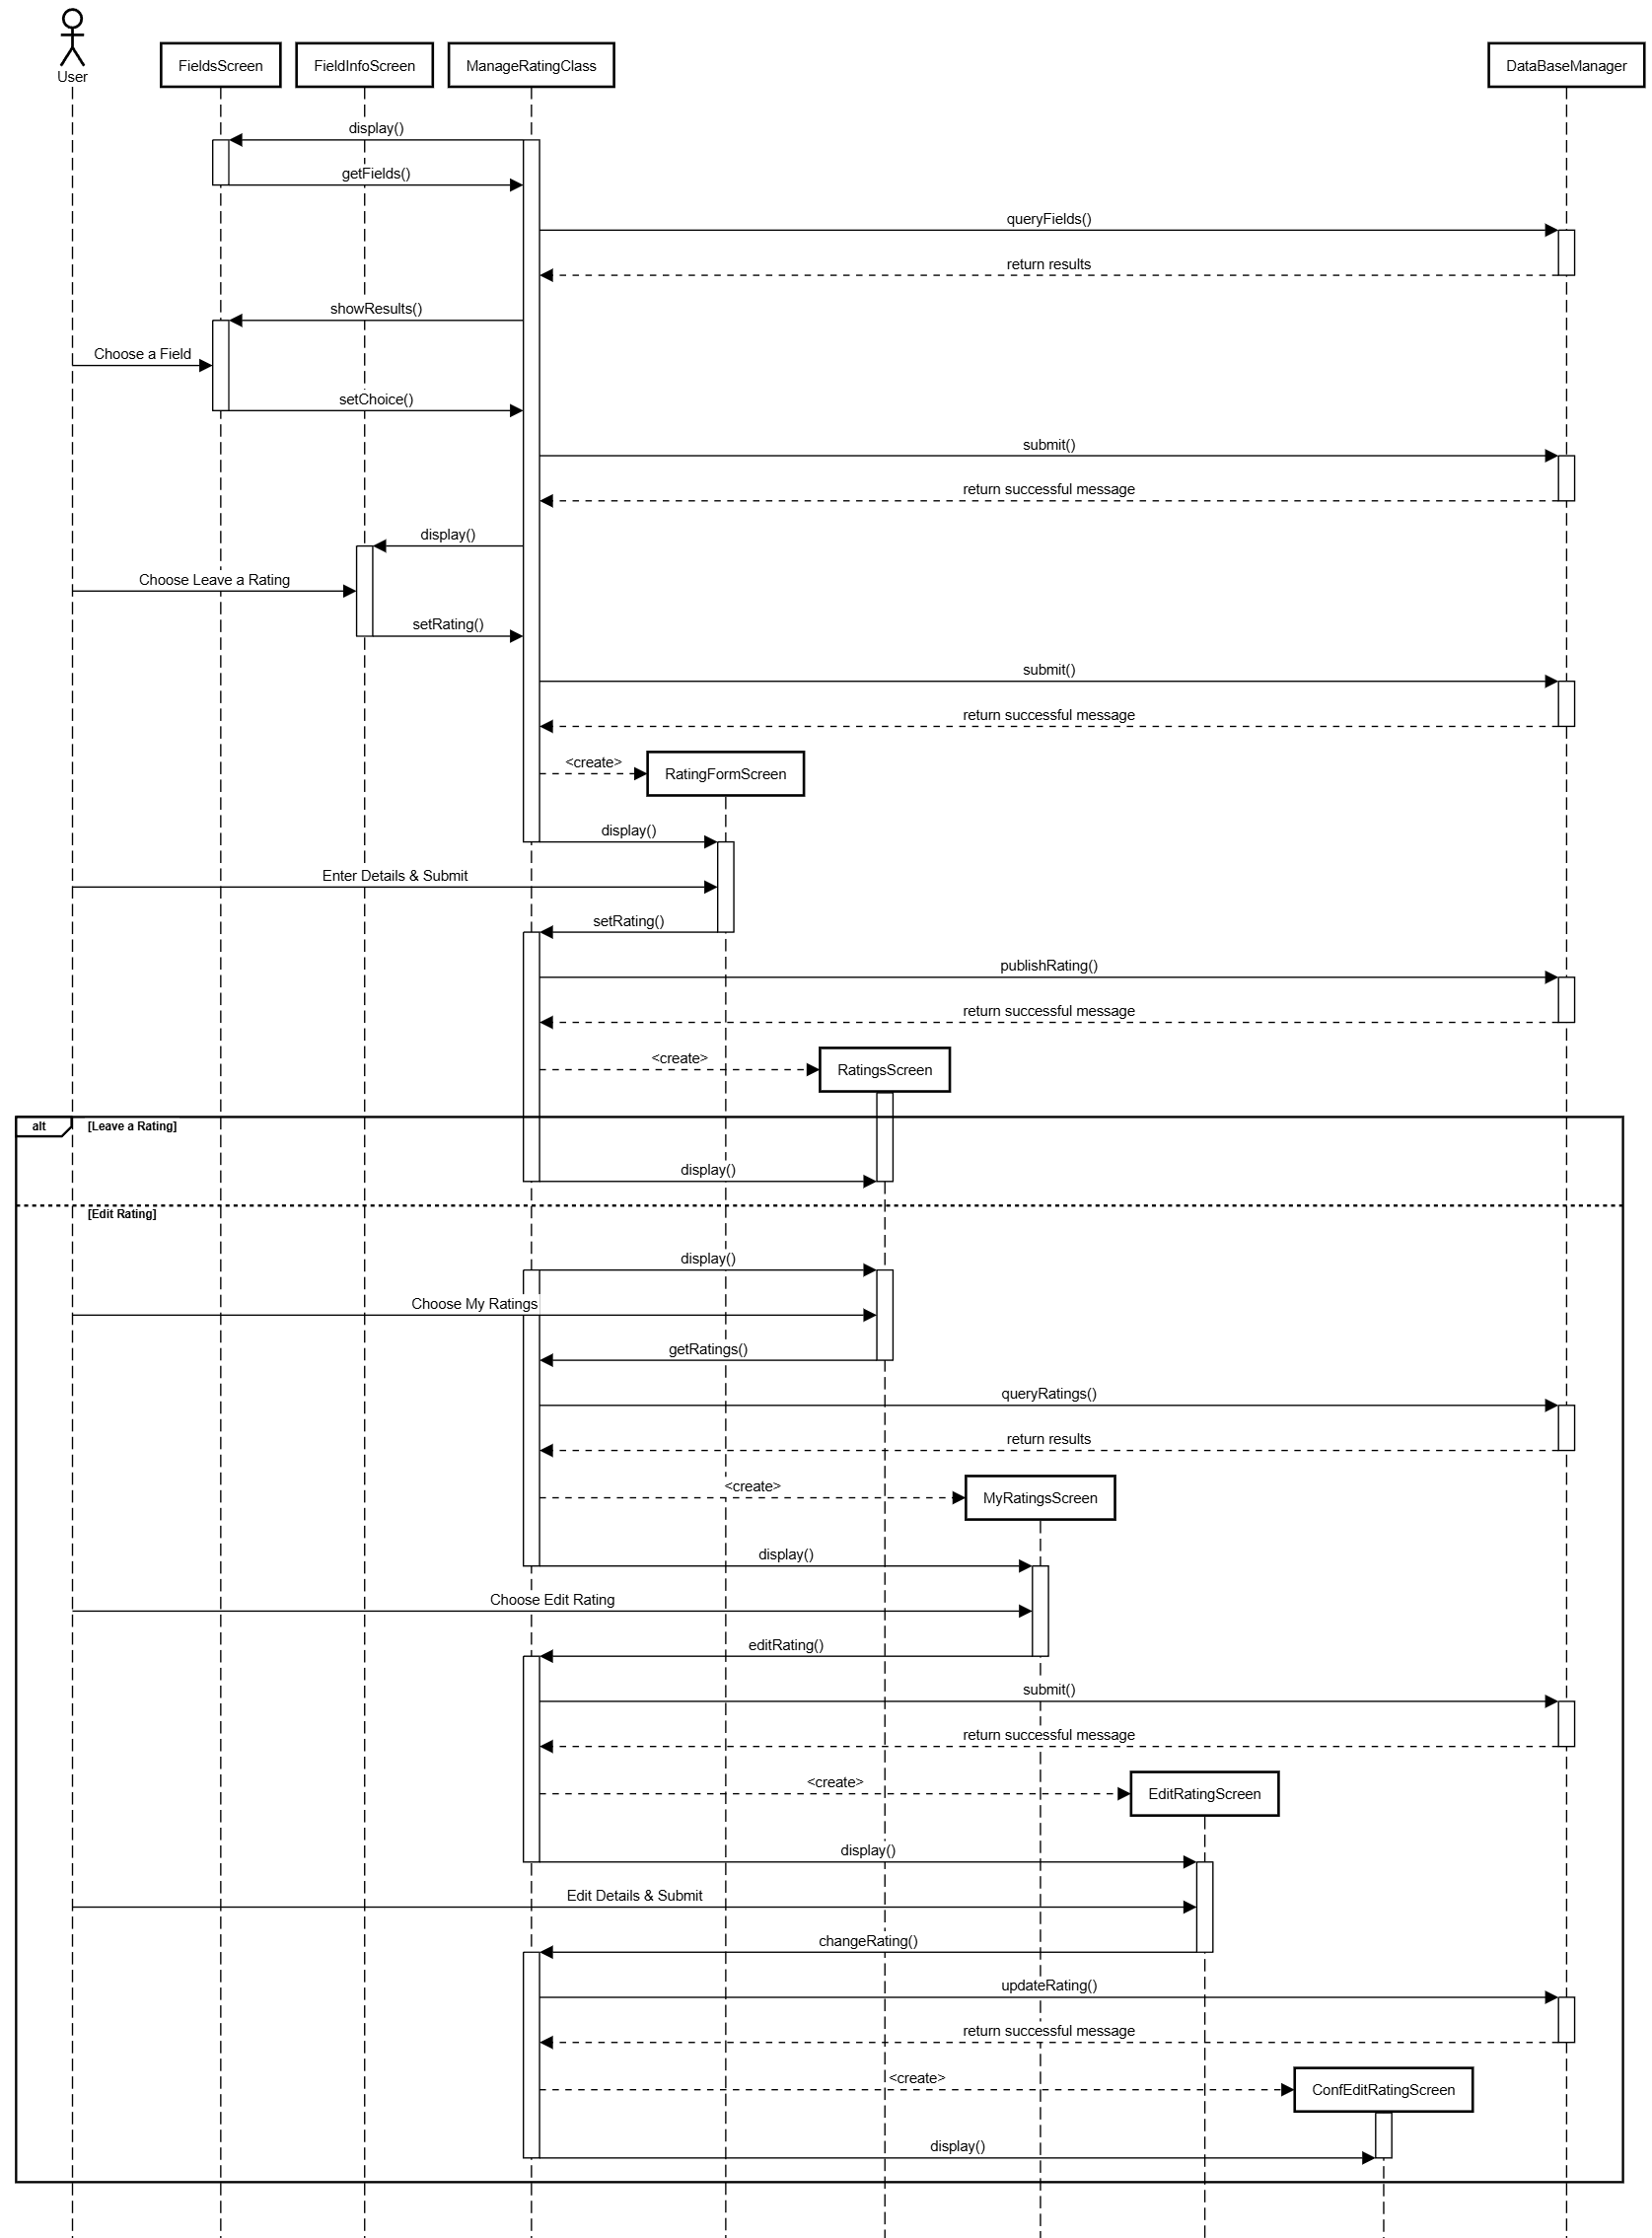 User
FieldsScreen
FieldInfoScreen
ManageRatingClass
DataBaseManager
display()
getFields()
queryFields()
return results
showResults()
Choose a Field
setChoice()
submit()
return successful message
display()
Choose Leave a Rating
setRating()
submit()
return successful message
<create>
RatingFormScreen
display()
Enter Details & Submit
setRating()
publishRating()
return successful message
<create>
RatingsScreen
alt
[Leave a Rating]
display()
[Edit Rating]
display()
Choose My Ratings
getRatings()
queryRatings()
return results
<create>
MyRatingsScreen
display()
Choose Edit Rating
editRating()
submit()
return successful message
<create>
EditRatingScreen
display()
Edit Details & Submit
changeRating()
updateRating()
return successful message
<create>
ConfEditRatingScreen
display()